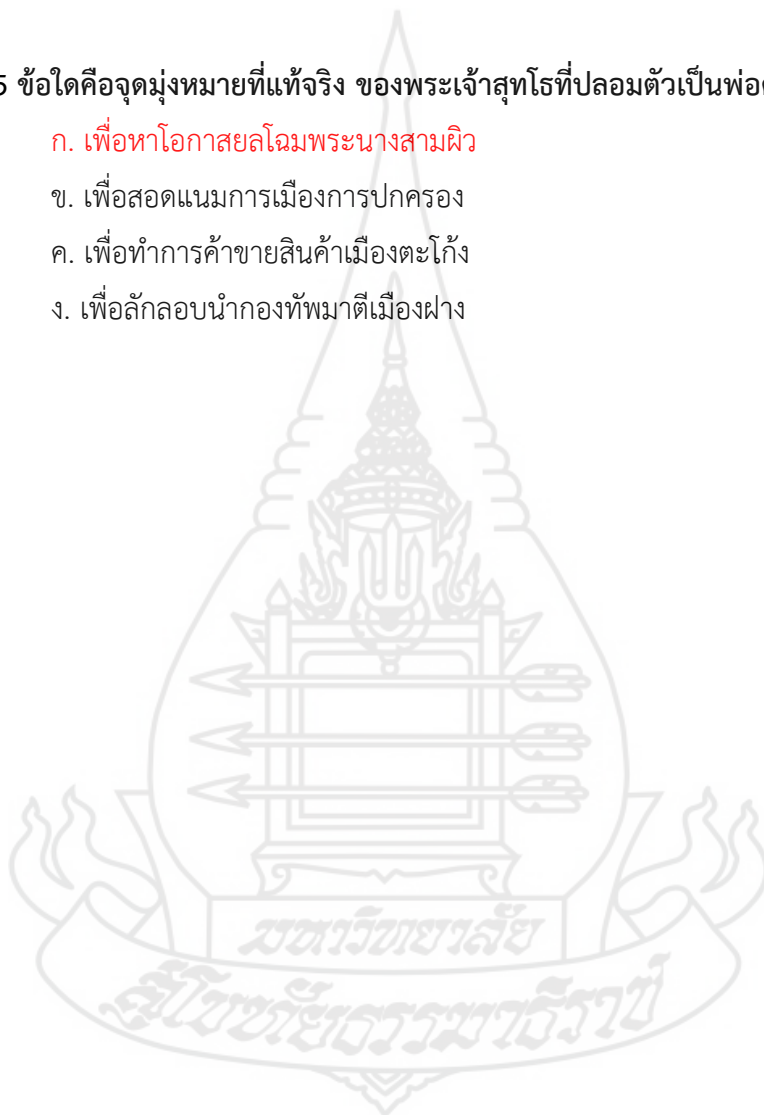 5 ข้อใดคือจุดมุ่งหมายที่แท้จริง ของพระเจ้าสุทโธที่ปลอมตัวเป็น
ก. เพื่อหาโอกาสยลโฉมพระนางสามผิว
ข. เพื่อสอดแนมการเมืองการปกครอง
ค. เพื่อทำการค้าขายสินค้าเมืองตะโก้ง
ง. เพื่อลักลอบนำกองทัพมาตีเมืองฝาง
มหาวิทยาลัย
สุโขทัยธรรมาธิราช